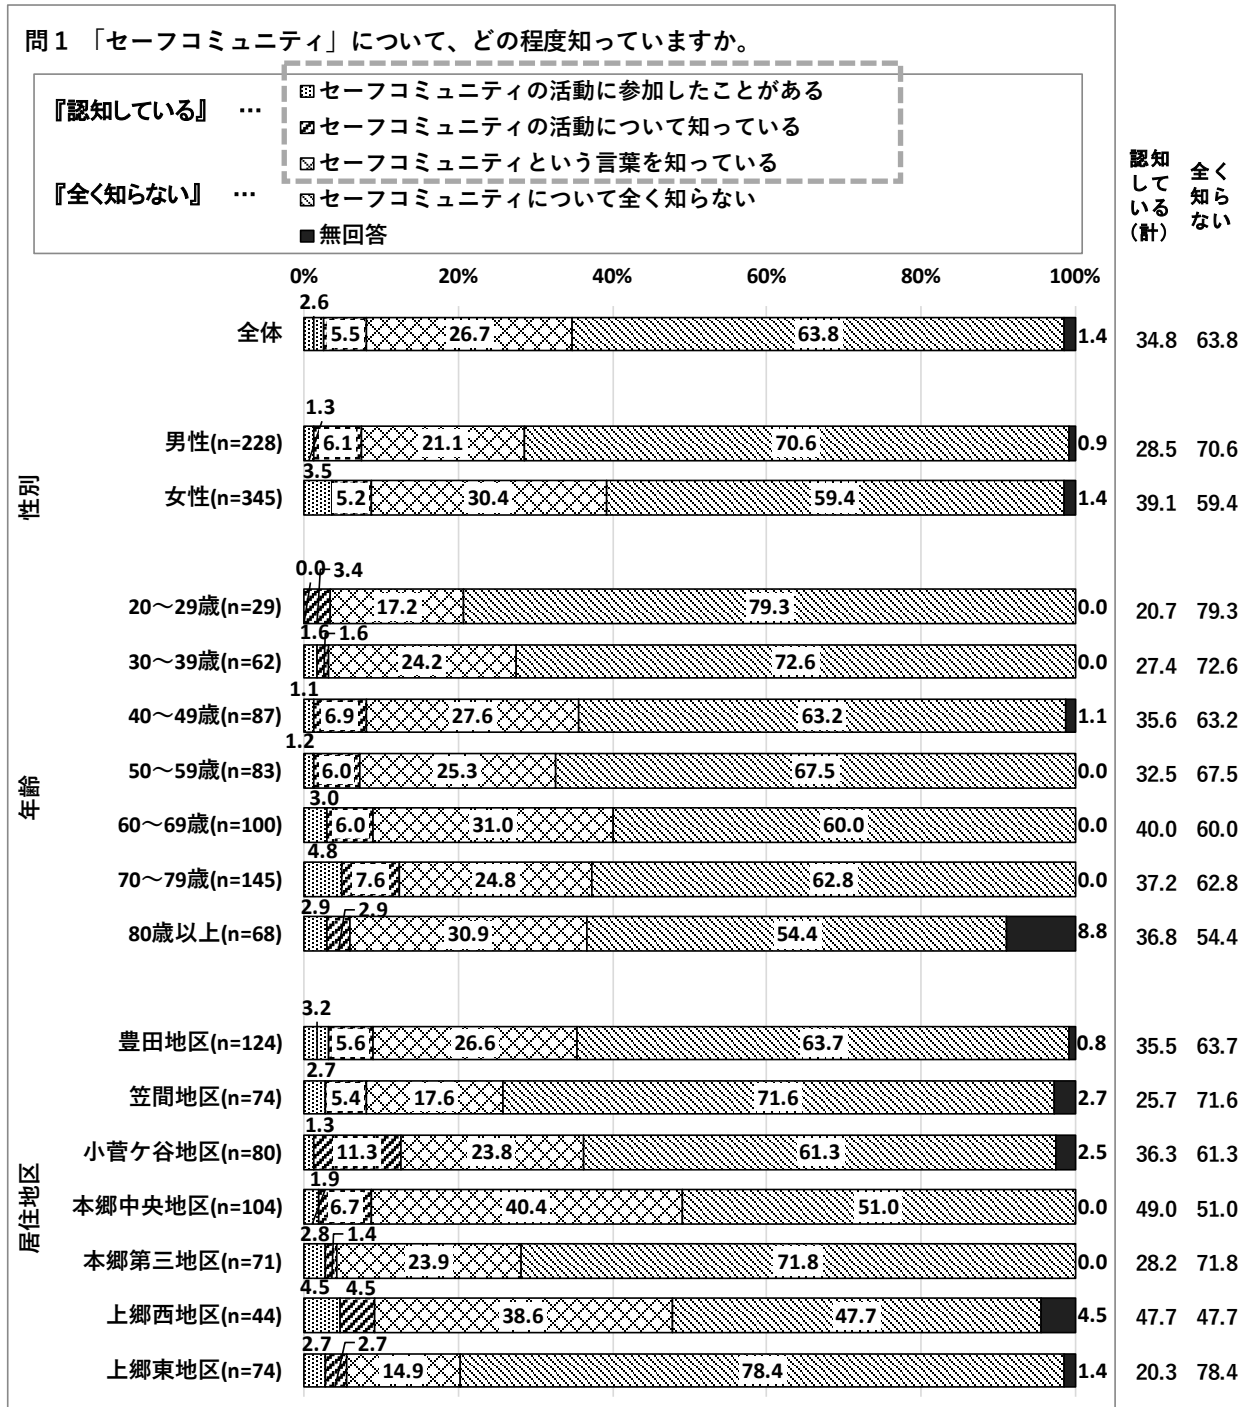 問1 「セーフコミュニティ」について、どの程度知っていますか。
『認知している』 … セーフコミュニティの活動に参加したことがある
セーフコミュニティの活動について知っている
セーフコミュニティという言葉を知っている
『全く知らない』 … セーフコミュニティについて全く知らない
無回答
認知している（計） 全く知らない
0% 20% 40% 60% 80% 100%
全体 2.6 5.5 26.7 63.8 1.4 34.8 63.8
性別
男性(n=228) 1.3 6.1 21.1 70.6 0.9 28.5 70.6
女性(n=345) 3.5 5.2 30.4 59.4 1.4 39.1 59.4
年齢
20～29歳(n=29) 0.0 3.4 17.2 79.3 0.0 20.7 79.3
30～39歳(n=62) 1.6 1.6 24.2 72.6 0.0 27.4 72.6
40～49歳(n=87) 1.1 6.9 27.6 63.2 1.1 35.6 63.2
50～59歳(n=83) 1.2 6.0 25.3 67.5 0.0 32.5 67.5
60～69歳(n=100) 3.0 6.0 31.0 60.0 0.0 40.0 60.0
70～79歳(n=145) 4.8 7.6 24.8 62.8 0.0 37.2 62.8
80歳以上(n=68) 2.9 2.9 30.9 54.4 8.8 36.8 54.4
居住地区
豊田地区(n=124) 3.2 5.6 26.6 63.7 0.8 35.5 63.7
笠間地区(n=74) 2.7 5.4 17.6 71.6 2.7 25.7 71.6
小菅ケ谷地区(n=80) 1.3 11.3 23.8 61.3 2.5 36.3 61.3
本郷中央地区(n=104) 1.9 6.7 40.4 51.0 0.0 49.0 51.0
本郷第三地区(n=71) 2.8 1.4 23.9 71.8 0.0 28.2 71.8
上郷西地区(n=44) 4.5 4.5 38.6 47.7 4.5 47.7 47.7
上郷東地区(n=74) 2.7 2.7 14.9 78.4 1.4 20.3 78.4